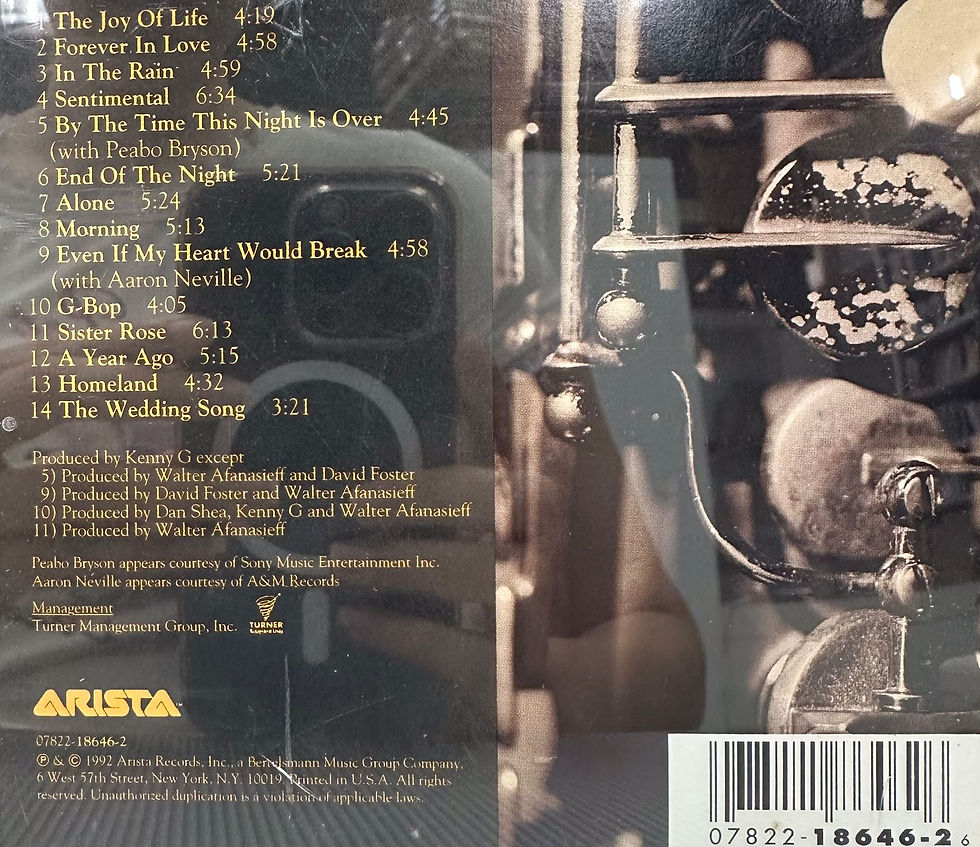 1 The Joy Of Life 4:19
2 Forever In Love 4:58
3 In The Rain 4:59
4 Sentimental 6:34
5 By The Time This Night Is Over 4:45
(with Peabo Bryson)
6 End Of The Night 5:21
7 Alone 5:24
8 Morning 5:13
9 Even If My Heart Would Break 4:58
(with Aaron Neville)
10 G-Bop 4:05
11 Sister Rose 6:13
12 A Year Ago 5:15
13 Homeland 4:32
14 The Wedding Song 3:21
Produced by Kenny G except
5) Produced by Walter Afanasieff and David Foster
9) Produced by David Foster and Walter Afanasieff
10) Produced by Dan Shea, Kenny G and Walter Afanasieff
11) Produced by Walter Afanasieff
Peabo Bryson appears courtesy of Sony Music Entertainment Inc.
Aaron Neville appears courtesy of A&M Records
Management
Turner Management Group, Inc.
TURNER
ARISTA™
07822-18646-2
℗ & © 1992 Arista Records, Inc., a Bertelsmann Music Group Company,
6 West 57th Street, New York, N.Y. 10019. Printed in U.S.A. All rights
reserved. Unauthorized duplication is a violation of applicable laws.
07822-18646-2 6